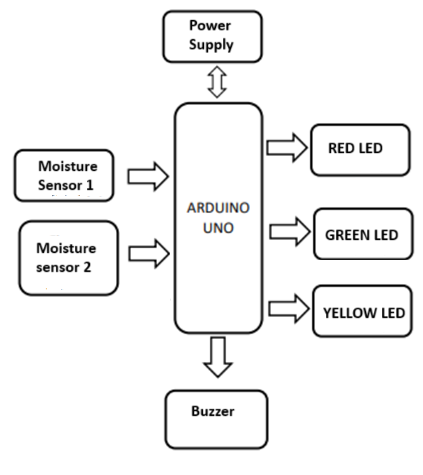 Power
Supply
Moisture
Sensor 1
Moisture
sensor 2
ARDUINO
UNO
RED LED
GREEN LED
YELLOW LED
Buzzer